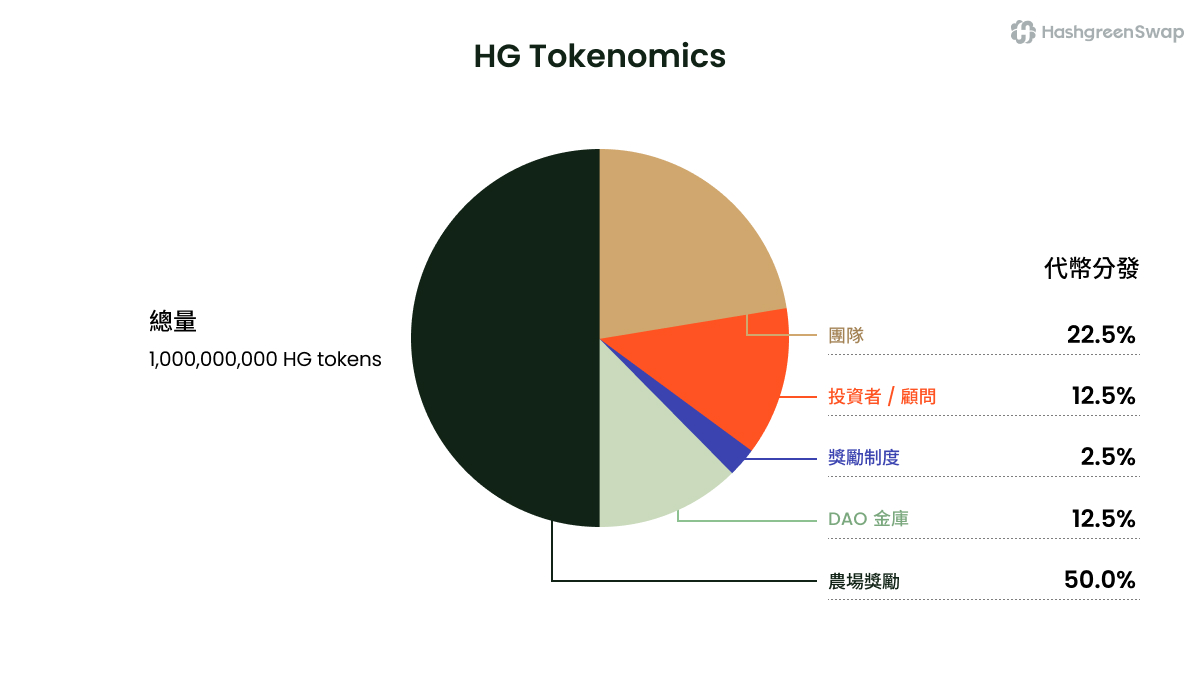 HashgreenSwap
HG Tokenomics
總量
1,000,000,000 HG tokens
代幣分發
團隊 22.5%
投資者 / 顧問 12.5%
獎勵制度 2.5%
DAO 金庫 12.5%
農場獎勵 50.0%